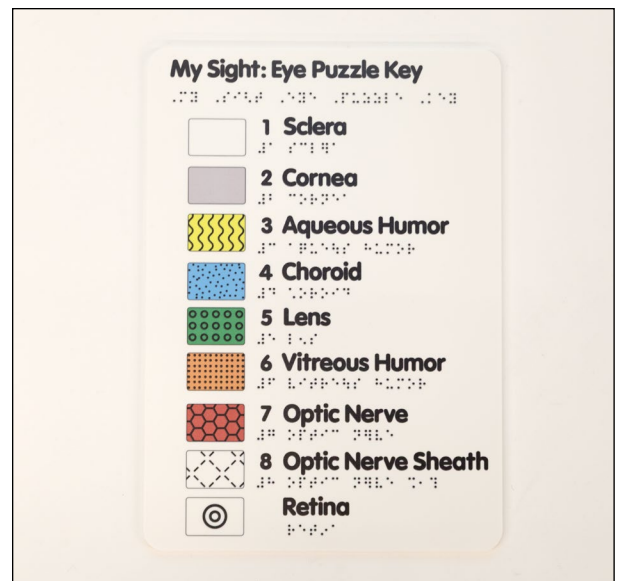 My Sight: Eye Puzzle Key
1 Sclera
2 Cornea
3 Aqueous Humor
4 Choroid
5 Lens
6 Vitreous Humor
7 Optic Nerve
8 Optic Nerve Sheath
Retina